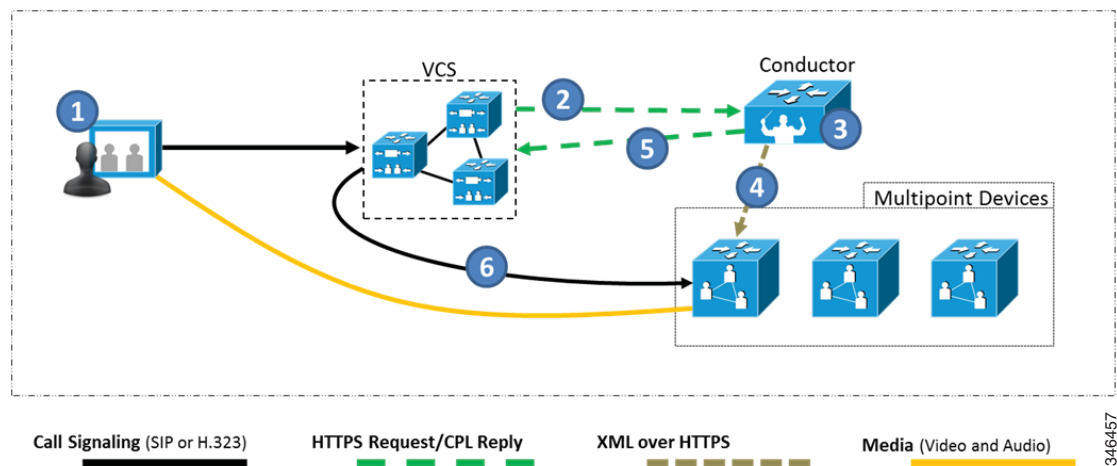 VCS
Conductor
1
2
3
5
4
Multipoint Devices
6
Call Signaling (SIP or H.323)
HTTPS Request/CPL Reply
XML over HTTPS
Media (Video and Audio)
346457